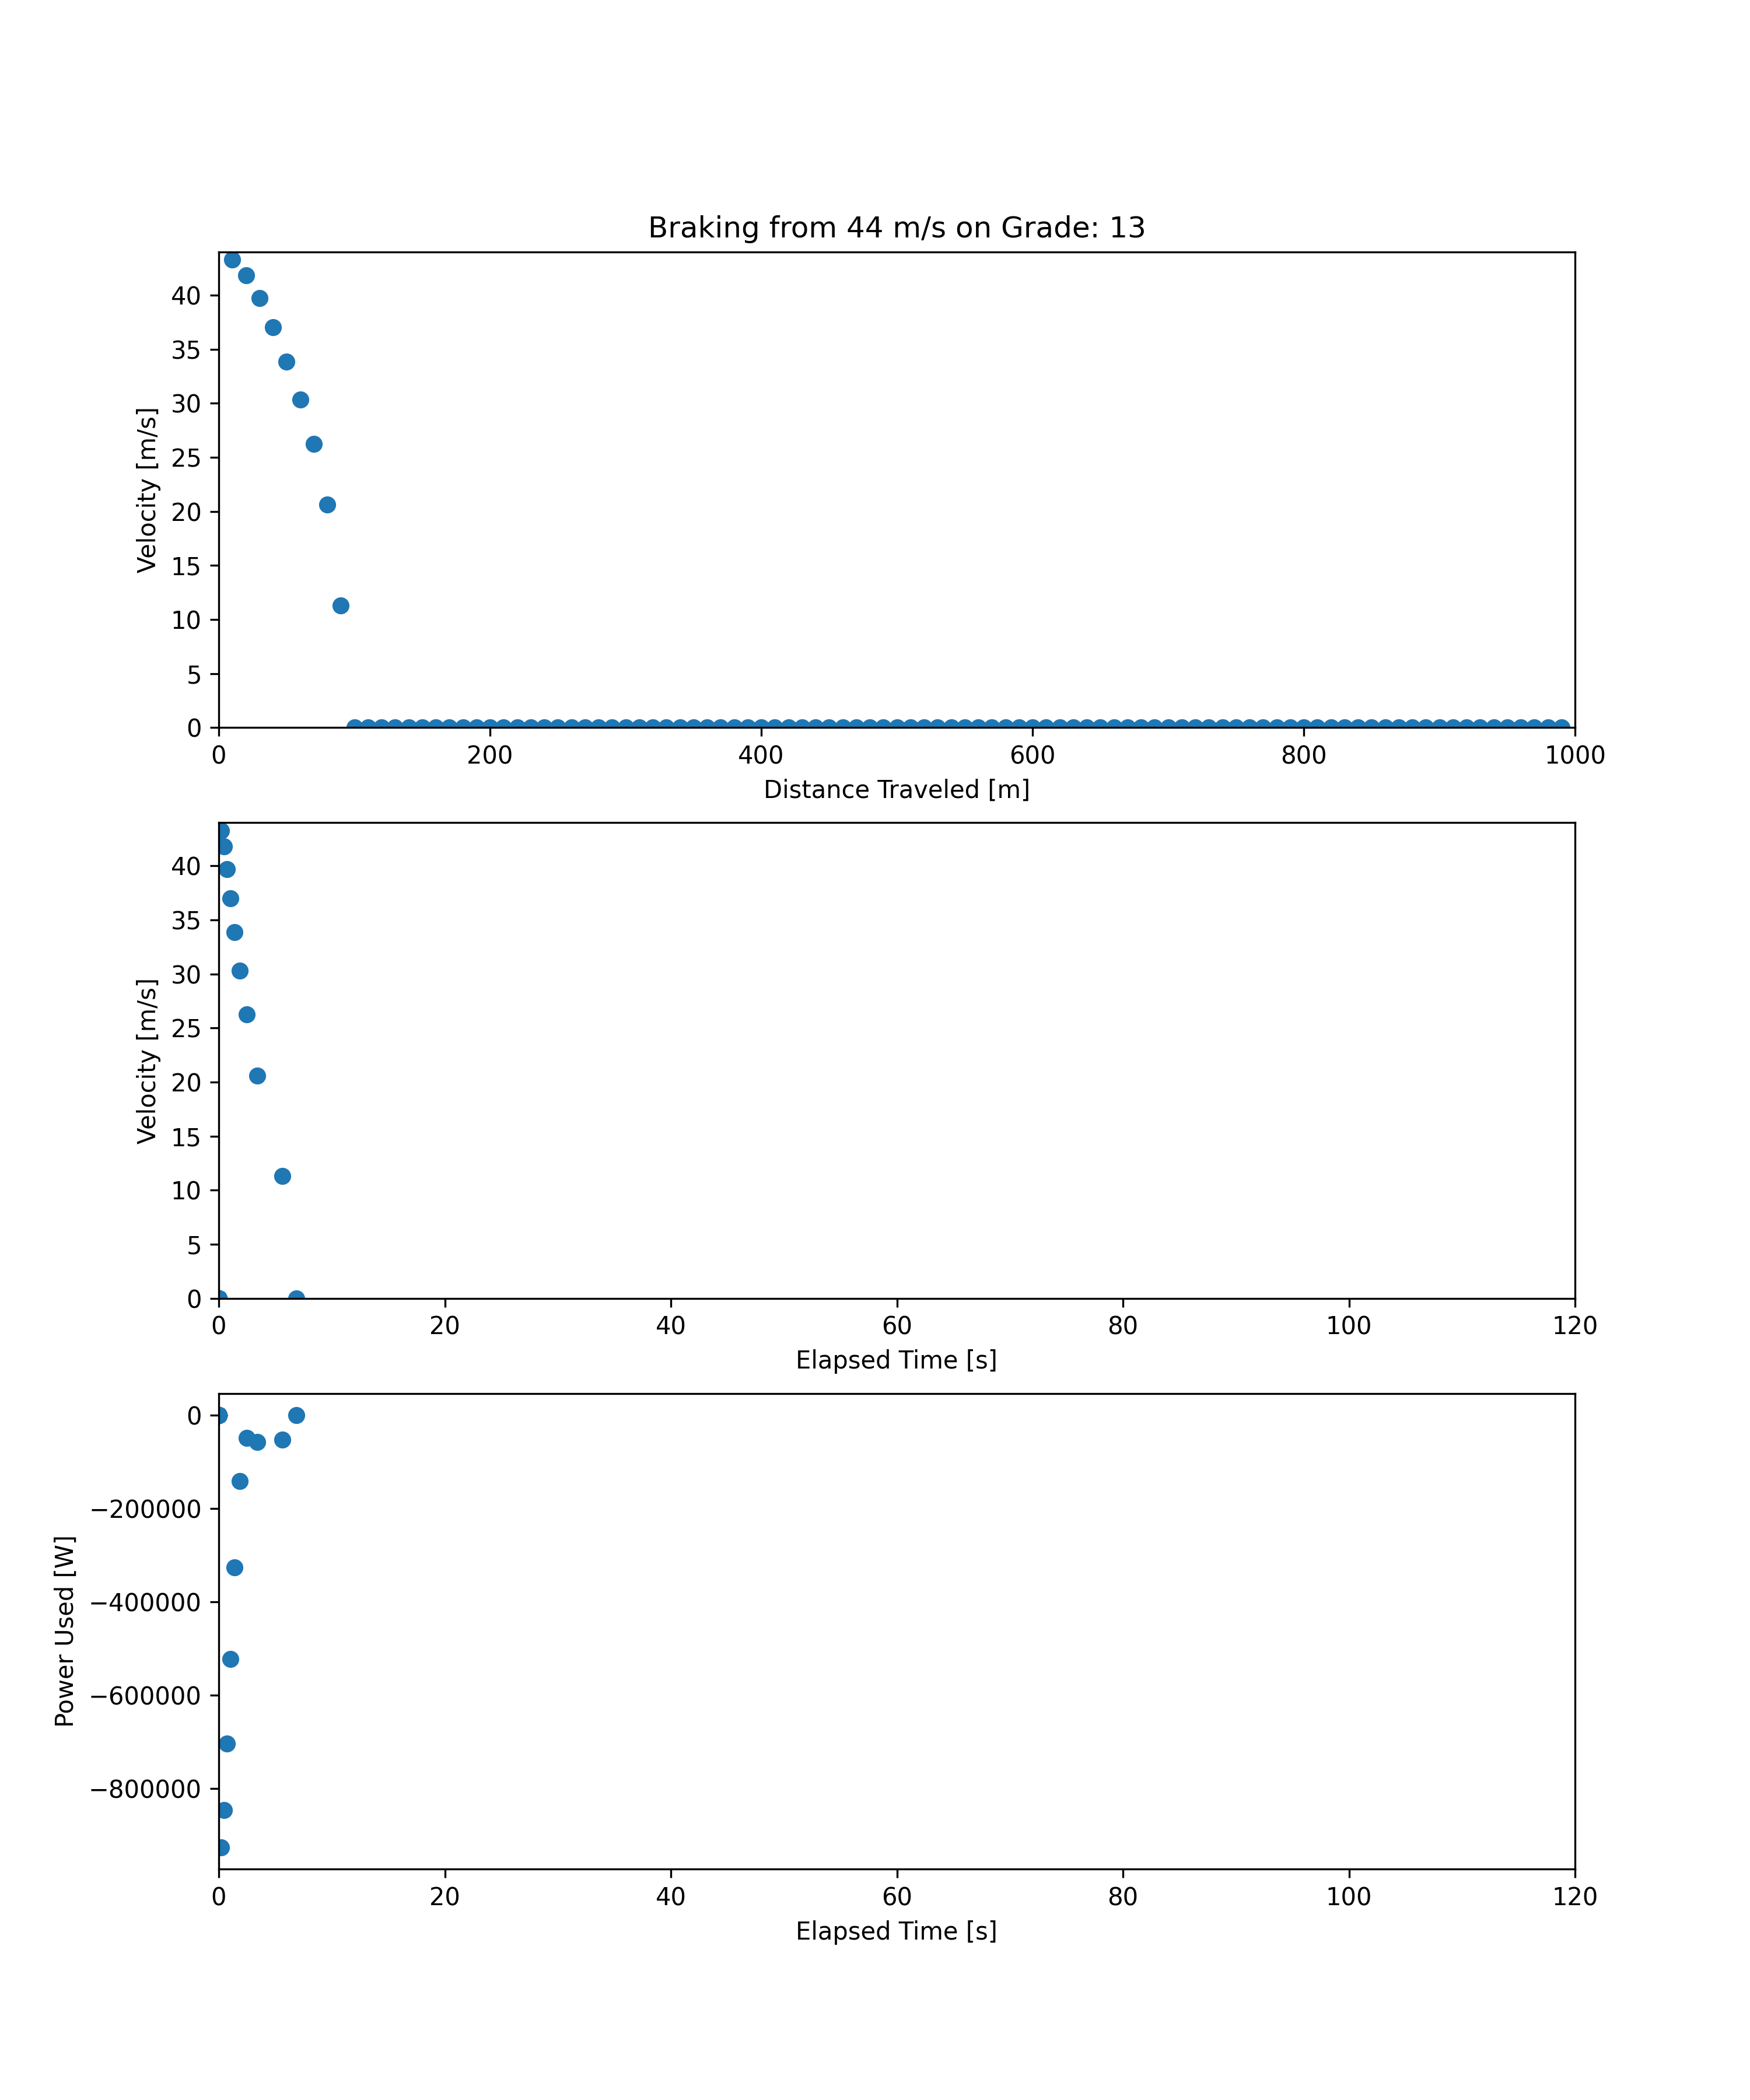 Braking from 44 m/s on Grade: 13
40
35
30
25
20
15
10
5
0
Velocity [m/s]
0 200 400 600 800 1000
Distance Traveled [m]
40
35
30
25
20
15
10
5
0
Velocity [m/s]
0 20 40 60 80 100 120
Elapsed Time [s]
0
−200000
−400000
−600000
−800000
Power Used [W]
0 20 40 60 80 100 120
Elapsed Time [s]